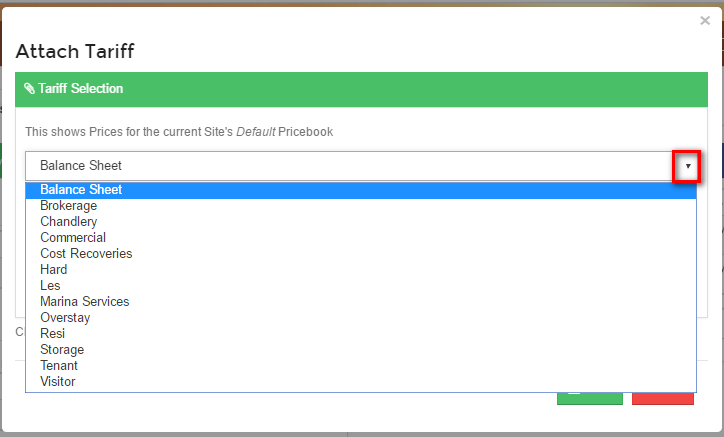 ×
Attach Tariff
Tariff Selection
This shows Prices for the current Site's Default Pricebook
Balance Sheet
Balance Sheet
Brokerage
Chandlery
Commercial
Cost Recoveries
Hard
Les
Marina Services
Overstay
Resi
Storage
Tenant
Visitor